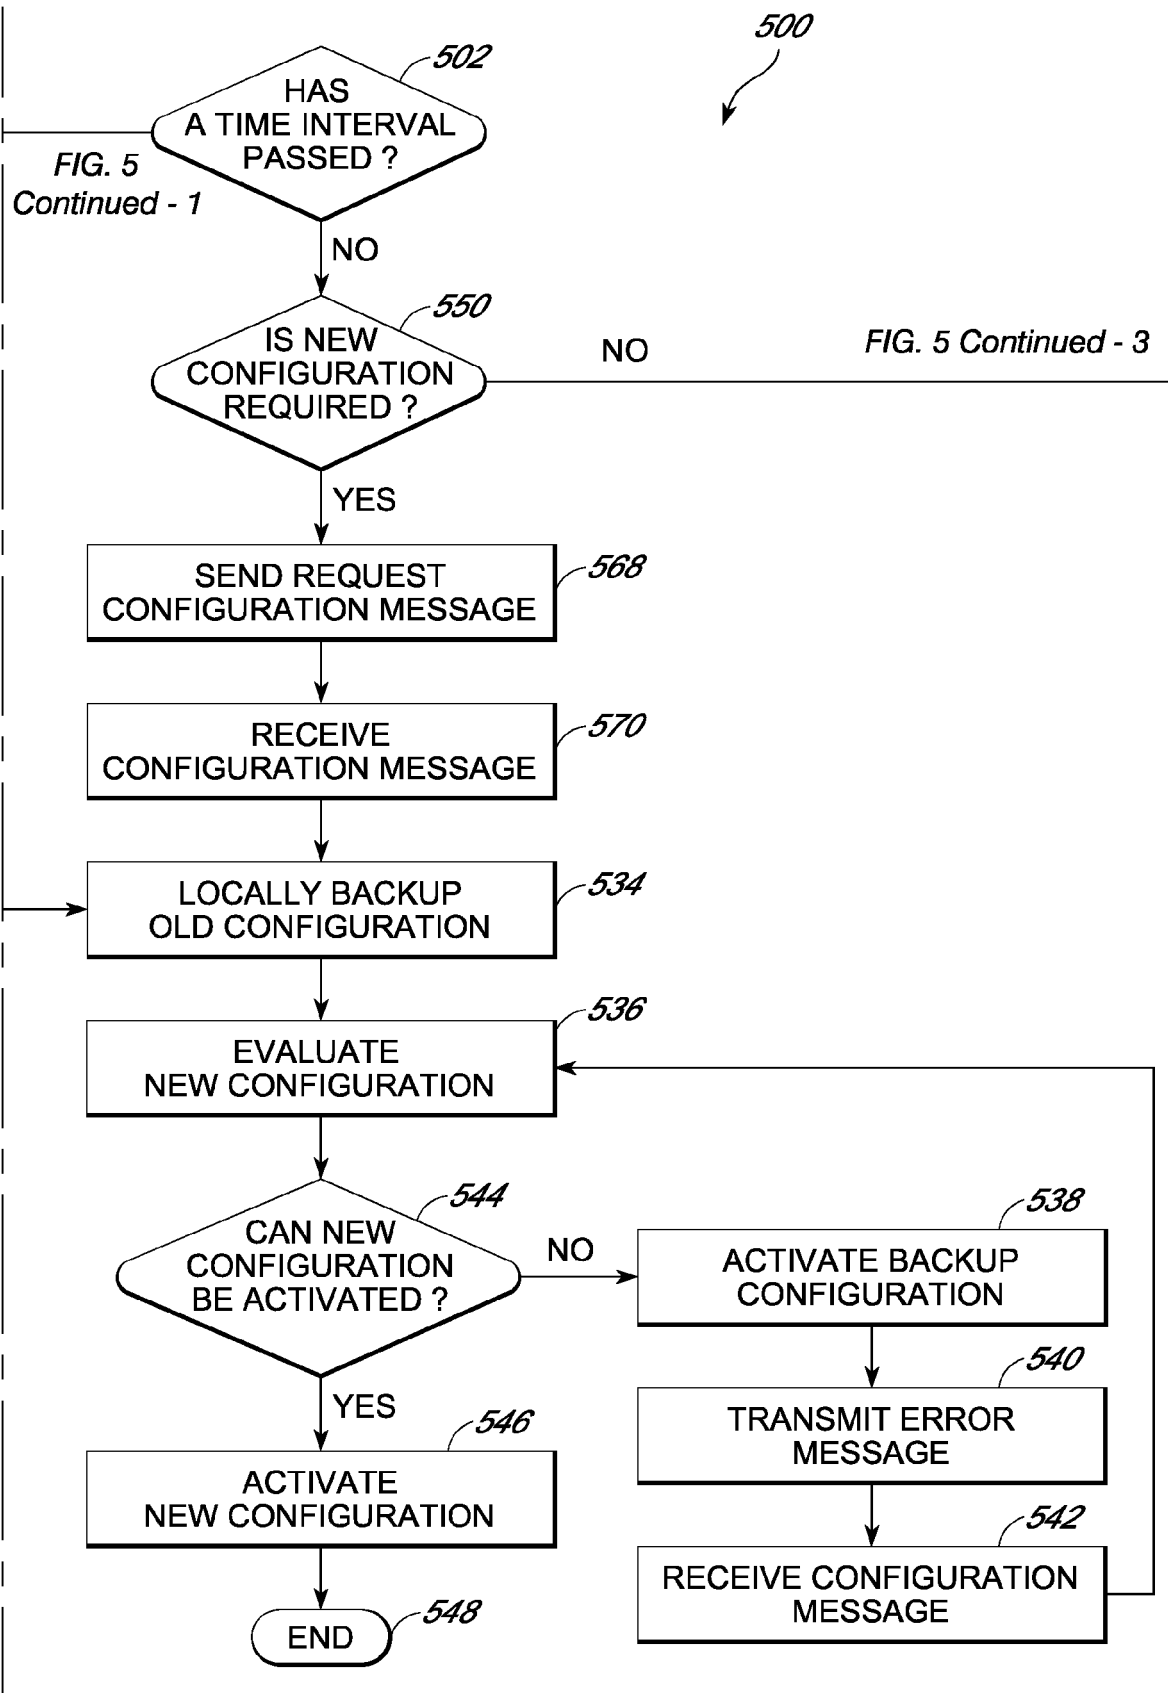 500
502
HAS
A TIME INTERVAL
PASSED ?
FIG. 5
Continued - 1
NO
550
IS NEW
CONFIGURATION
REQUIRED ?
NO
FIG. 5 Continued - 3
YES
568
SEND REQUEST
CONFIGURATION MESSAGE
570
RECEIVE
CONFIGURATION MESSAGE
534
LOCALLY BACKUP
OLD CONFIGURATION
536
EVALUATE
NEW CONFIGURATION
544
CAN NEW
CONFIGURATION
BE ACTIVATED ?
NO
538
ACTIVATE BACKUP
CONFIGURATION
540
TRANSMIT ERROR
MESSAGE
542
RECEIVE CONFIGURATION
MESSAGE
YES
546
ACTIVATE
NEW CONFIGURATION
548
END